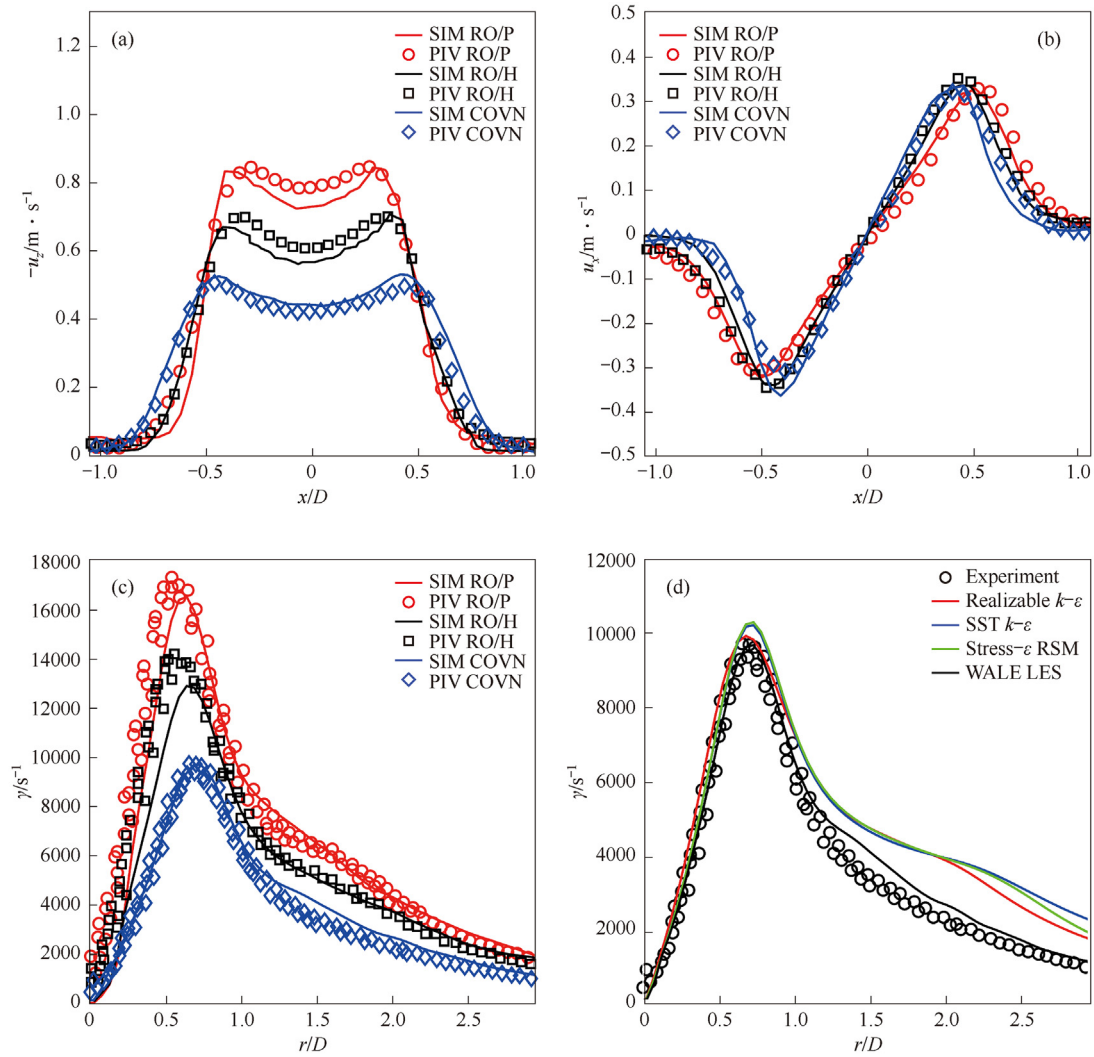 (a)
SIM RO/P
PIV RO/P
SIM RO/H
PIV RO/H
SIM COVN
PIV COVN
1.2
1.0
0.8
0.6
0.4
0.2
0
−1.0
−0.5
0
0.5
1.0
−u_z/m · s⁻¹
x/D
(b)
SIM RO/P
PIV RO/P
SIM RO/H
PIV RO/H
SIM COVN
PIV COVN
0.5
0.4
0.3
0.2
0.1
0
−0.1
−0.2
−0.3
−0.4
−0.5
−1.0
−0.5
0
0.5
1.0
u_x/m · s⁻¹
x/D
(c)
SIM RO/P
PIV RO/P
SIM RO/H
PIV RO/H
SIM COVN
PIV COVN
18000
16000
14000
12000
10000
8000
6000
4000
2000
0
0
0.5
1.0
1.5
2.0
2.5
γ/s⁻¹
r/D
(d)
Experiment
Realizable k−ε
SST k−ε
Stress−ε RSM
WALE LES
12000
10000
8000
6000
4000
2000
0
0
0.5
1.0
1.5
2.0
2.5
γ/s⁻¹
r/D